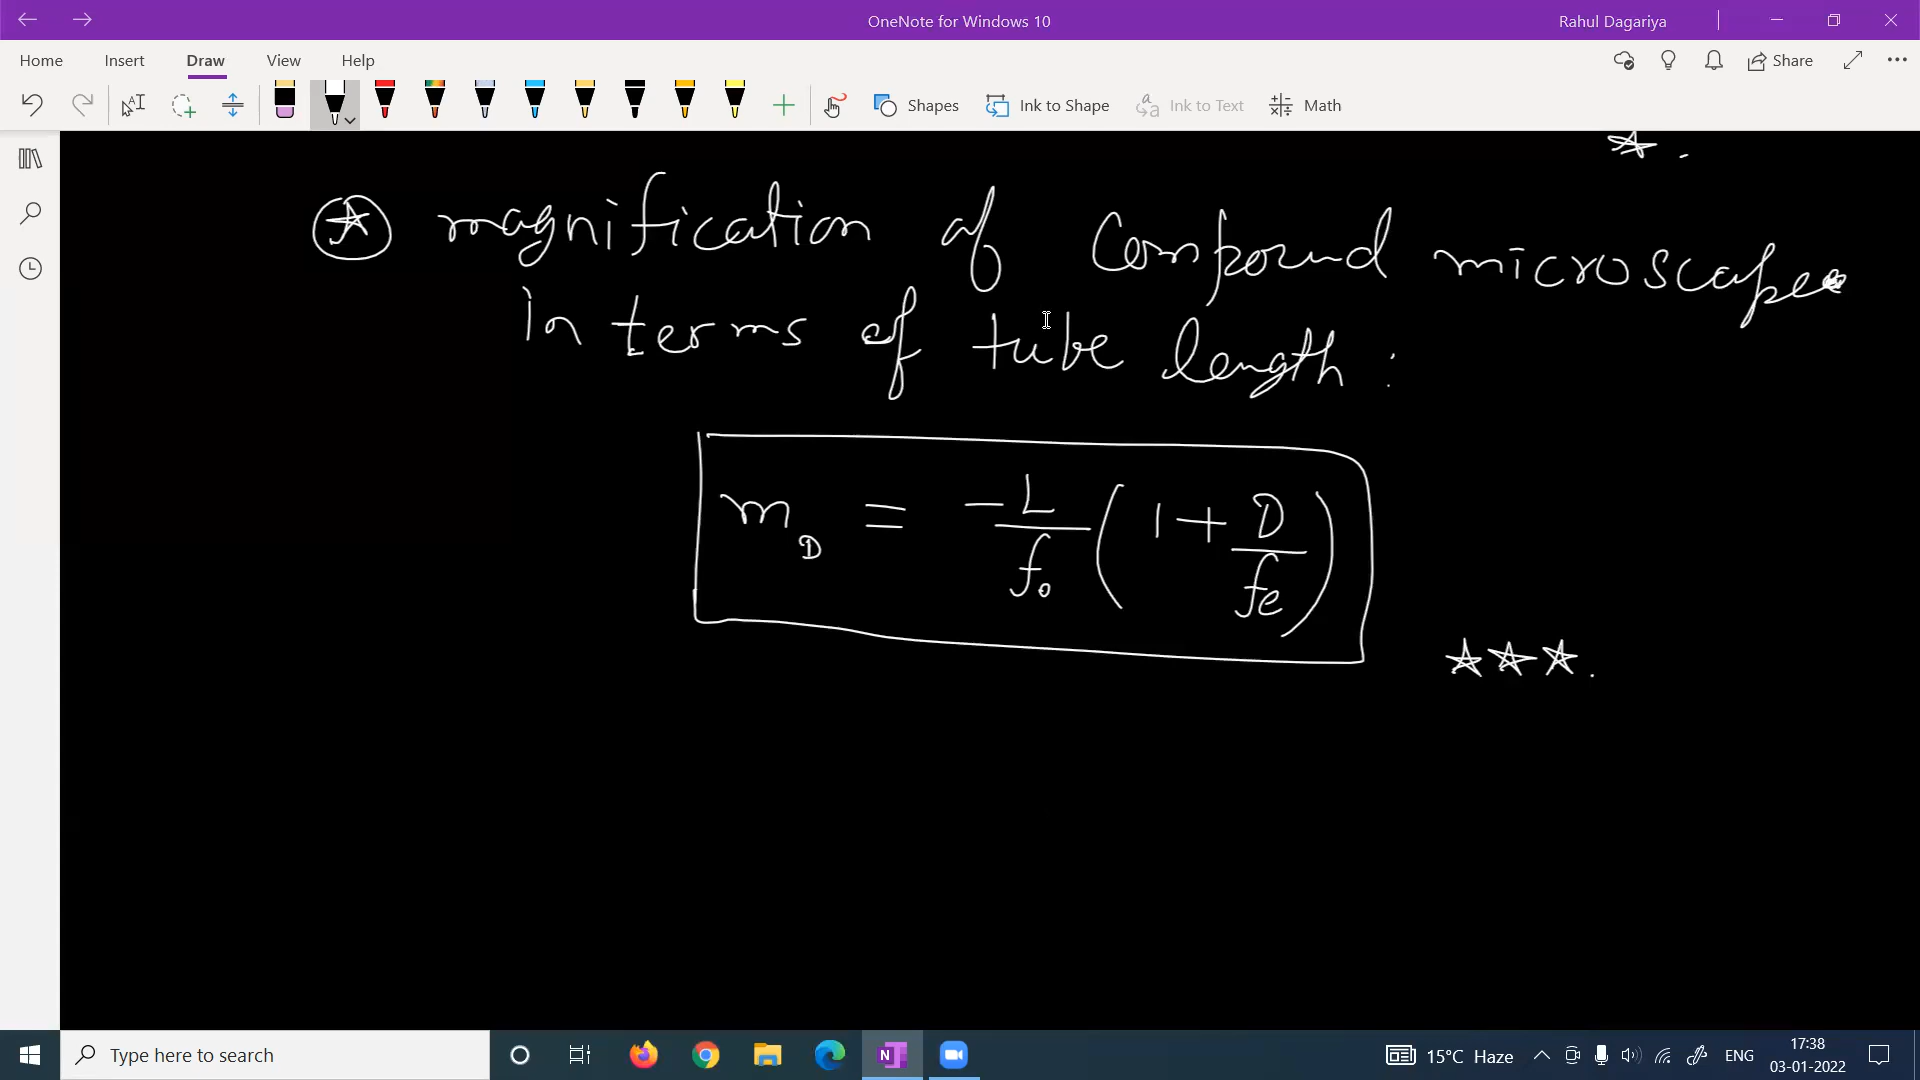 OneNote for Windows 10
Rahul Dagariya
Home Insert Draw View Help
Share
Shapes Ink to Shape Ink to Text Math
magnification of Compound microscope
in terms of tube length :
m_D = -L/f_o (1 + D/f_e)
Type here to search
N
15°C Haze
ENG
17:38
03-01-2022